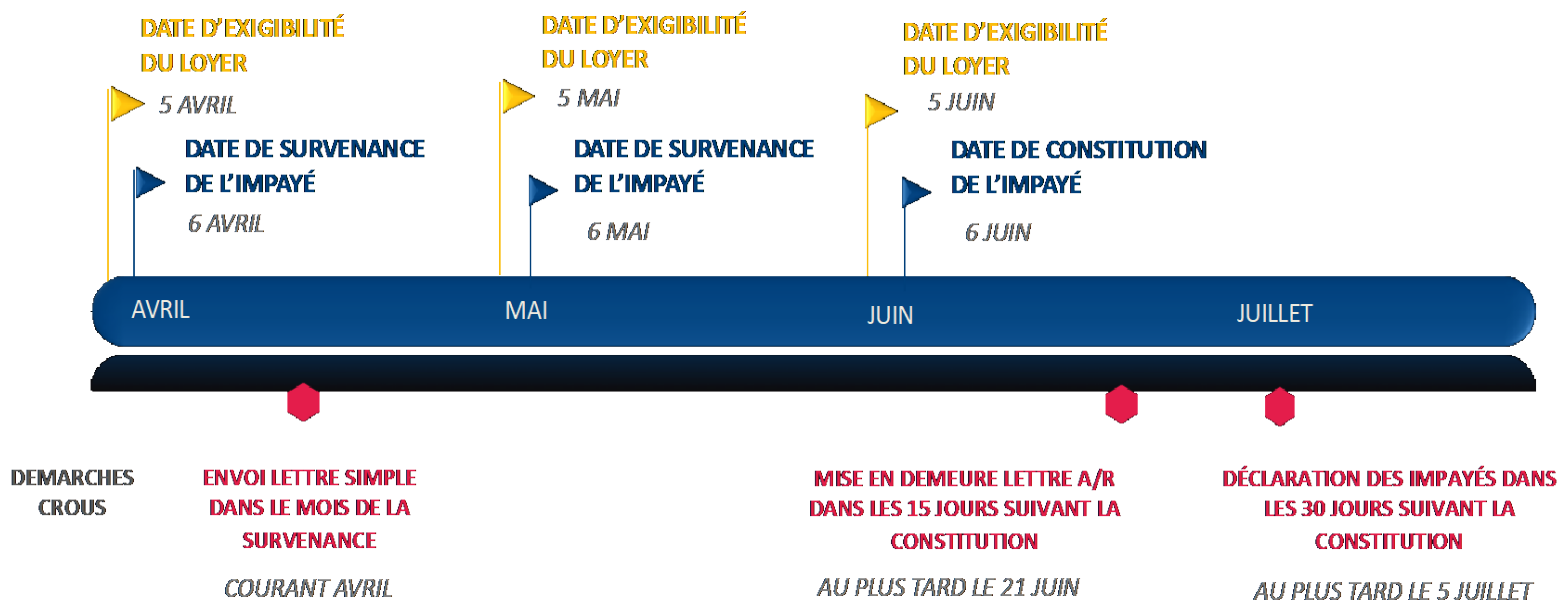 DATE D'EXIGIBILITÉ
DU LOYER
5 AVRIL
DATE DE SURVENANCE
DE L'IMPAYÉ
6 AVRIL
DATE D'EXIGIBILITÉ
DU LOYER
5 MAI
DATE DE SURVENANCE
DE L'IMPAYÉ
6 MAI
DATE D'EXIGIBILITÉ
DU LOYER
5 JUIN
DATE DE CONSTITUTION
DE L'IMPAYÉ
6 JUIN
AVRIL
MAI
JUIN
JUILLET
DEMARCHES
CROUS
ENVOI LETTRE SIMPLE
DANS LE MOIS DE LA
SURVENANCE
COURANT AVRIL
MISE EN DEMEURE LETTRE A/R
DANS LES 15 JOURS SUIVANT LA
CONSTITUTION
AU PLUS TARD LE 21 JUIN
DÉCLARATION DES IMPAYÉS DANS
LES 30 JOURS SUIVANT LA
CONSTITUTION
AU PLUS TARD LE 5 JUILLET